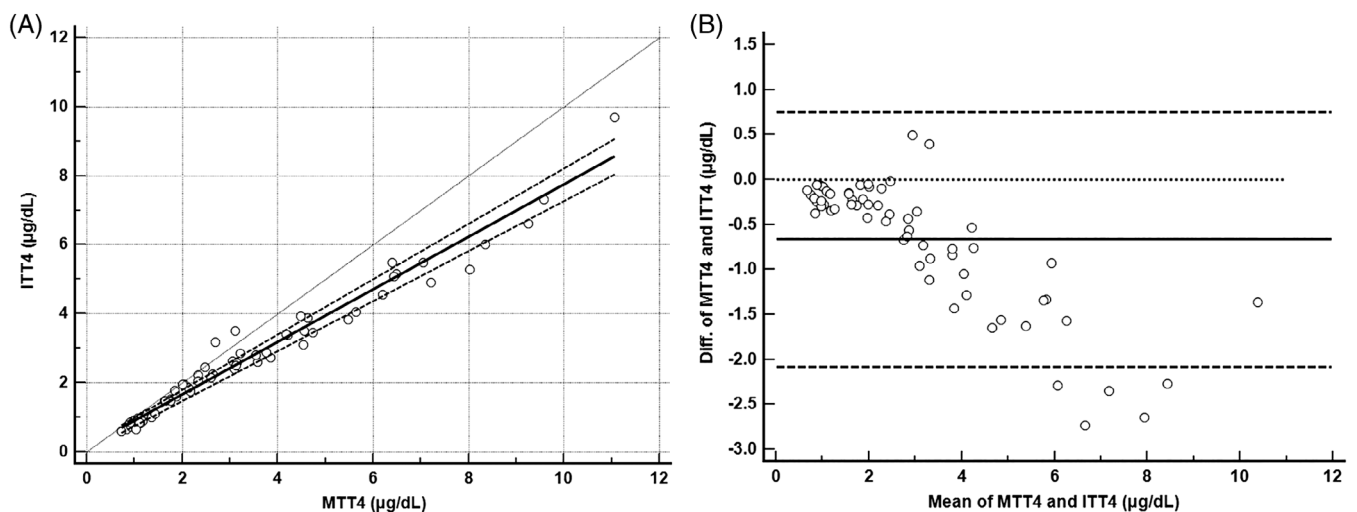 (A)
12
10
8
6
4
2
0
ITT4 (µg/dL)
0 2 4 6 8 10 12
MTT4 (µg/dL)
(B)
1.5
1.0
0.5
0.0
-0.5
-1.0
-1.5
-2.0
-2.5
-3.0
Diff. of MTT4 and ITT4 (µg/dL)
0 2 4 6 8 10 12
Mean of MTT4 and ITT4 (µg/dL)